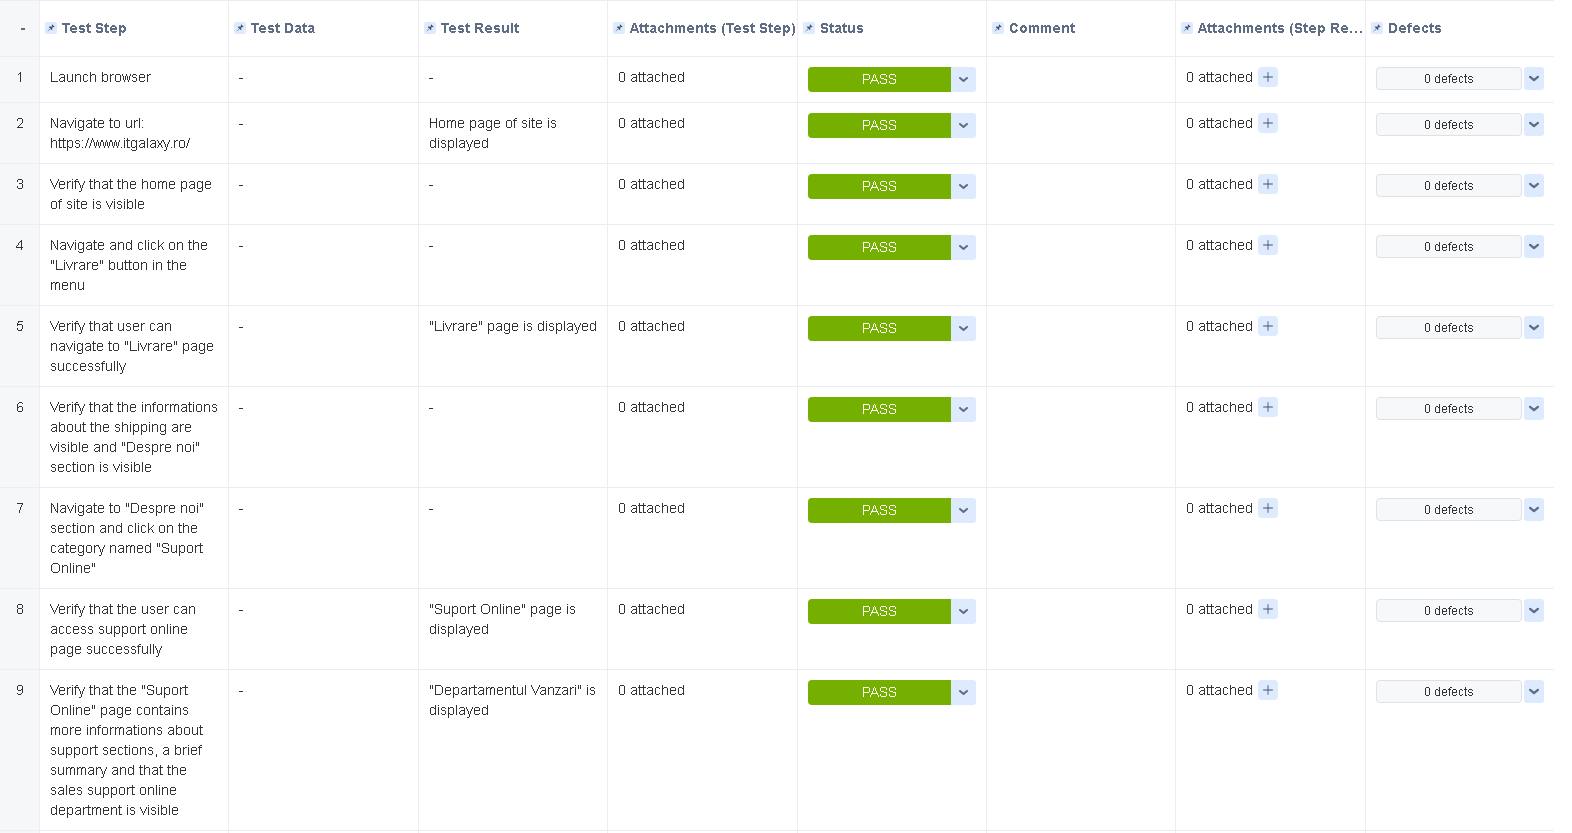 - Test Step Test Data Test Result Attachments (Test Step) Status Comment Attachments (Step Re... Defects
1 Launch browser - - 0 attached PASS 0 attached + 0 defects
2 Navigate to url: - Home page of site is 0 attached PASS 0 attached + 0 defects
https://www.itgalaxy.ro/ displayed
3 Verify that the home page - - 0 attached PASS 0 attached + 0 defects
of site is visible
4 Navigate and click on the - - 0 attached PASS 0 attached + 0 defects
"Livrare" button in the
menu
5 Verify that user can - "Livrare" page is displayed 0 attached PASS 0 attached + 0 defects
navigate to "Livrare" page
successfully
6 Verify that the informations - - 0 attached PASS 0 attached + 0 defects
about the shipping are
visible and "Despre noi"
section is visible
7 Navigate to "Despre noi" - - 0 attached PASS 0 attached + 0 defects
section and click on the
category named "Suport
Online"
8 Verify that the user can - "Suport Online" page is 0 attached PASS 0 attached + 0 defects
access support online displayed
page successfully
9 Verify that the "Suport - "Departamentul Vanzari" is 0 attached PASS 0 attached + 0 defects
Online" page contains displayed
more informations about
support sections, a brief
summary and that the
sales support online
department is visible